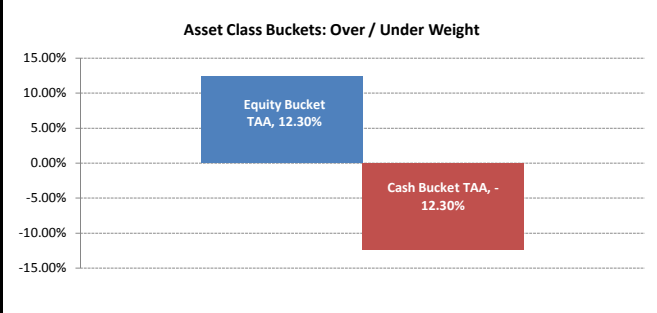 Asset Class Buckets: Over / Under Weight
15.00%
10.00%
5.00%
0.00%
-5.00%
-10.00%
-15.00%
Equity Bucket
TAA, 12.30%
Cash Bucket TAA, -
12.30%